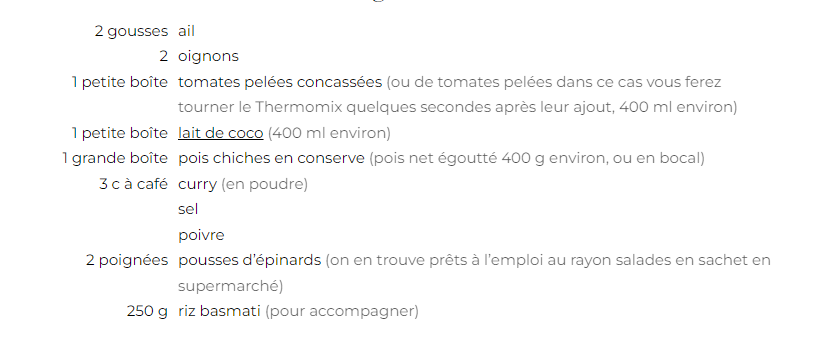 2 gousses ail
2 oignons
1 petite boîte tomates pelées concassées (ou de tomates pelées dans ce cas vous ferez
tourner le Thermomix quelques secondes après leur ajout, 400 ml environ)
1 petite boîte lait de coco (400 ml environ)
1 grande boîte pois chiches en conserve (pois net égoutté 400 g environ, ou en bocal)
3 c à café curry (en poudre)
sel
poivre
2 poignées pousses d'épinards (on en trouve prêts à l'emploi au rayon salades en sachet en
supermarché)
250 g riz basmati (pour accompagner)